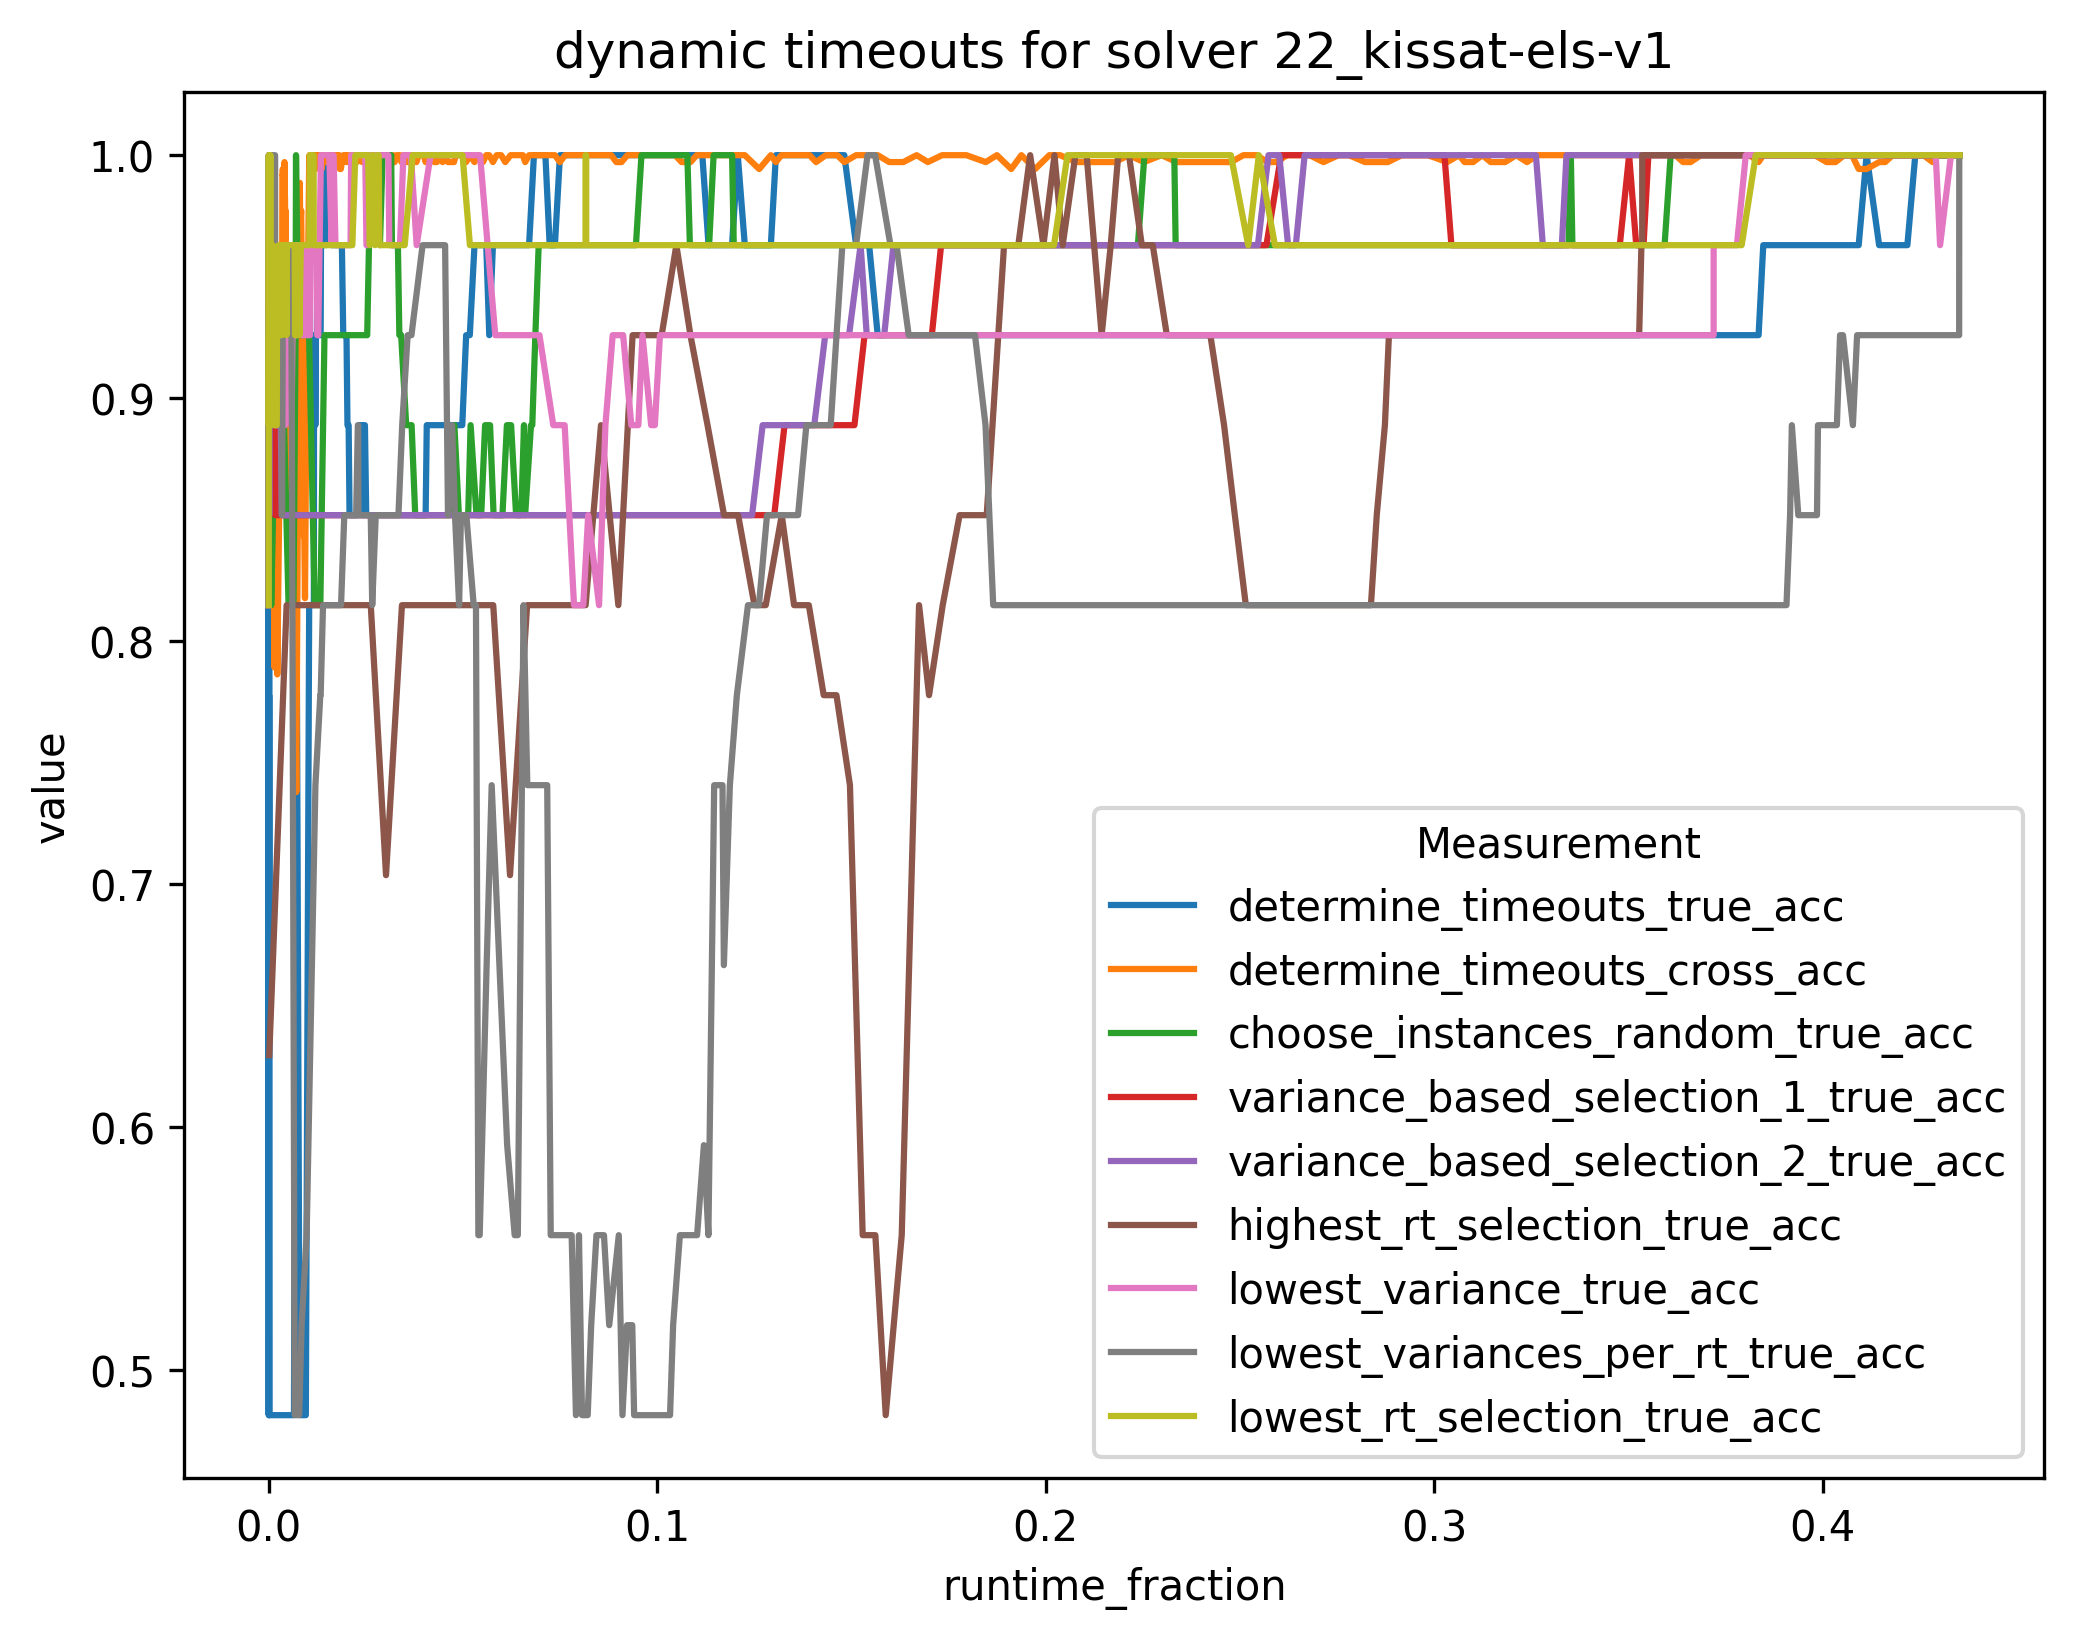 dynamic timeouts for solver 22_kissat-els-v1
value
1.0
0.9
0.8
0.7
0.6
0.5
Measurement
determine_timeouts_true_acc
determine_timeouts_cross_acc
choose_instances_random_true_acc
variance_based_selection_1_true_acc
variance_based_selection_2_true_acc
highest_rt_selection_true_acc
lowest_variance_true_acc
lowest_variances_per_rt_true_acc
lowest_rt_selection_true_acc
0.0 0.1 0.2 0.3 0.4
runtime_fraction